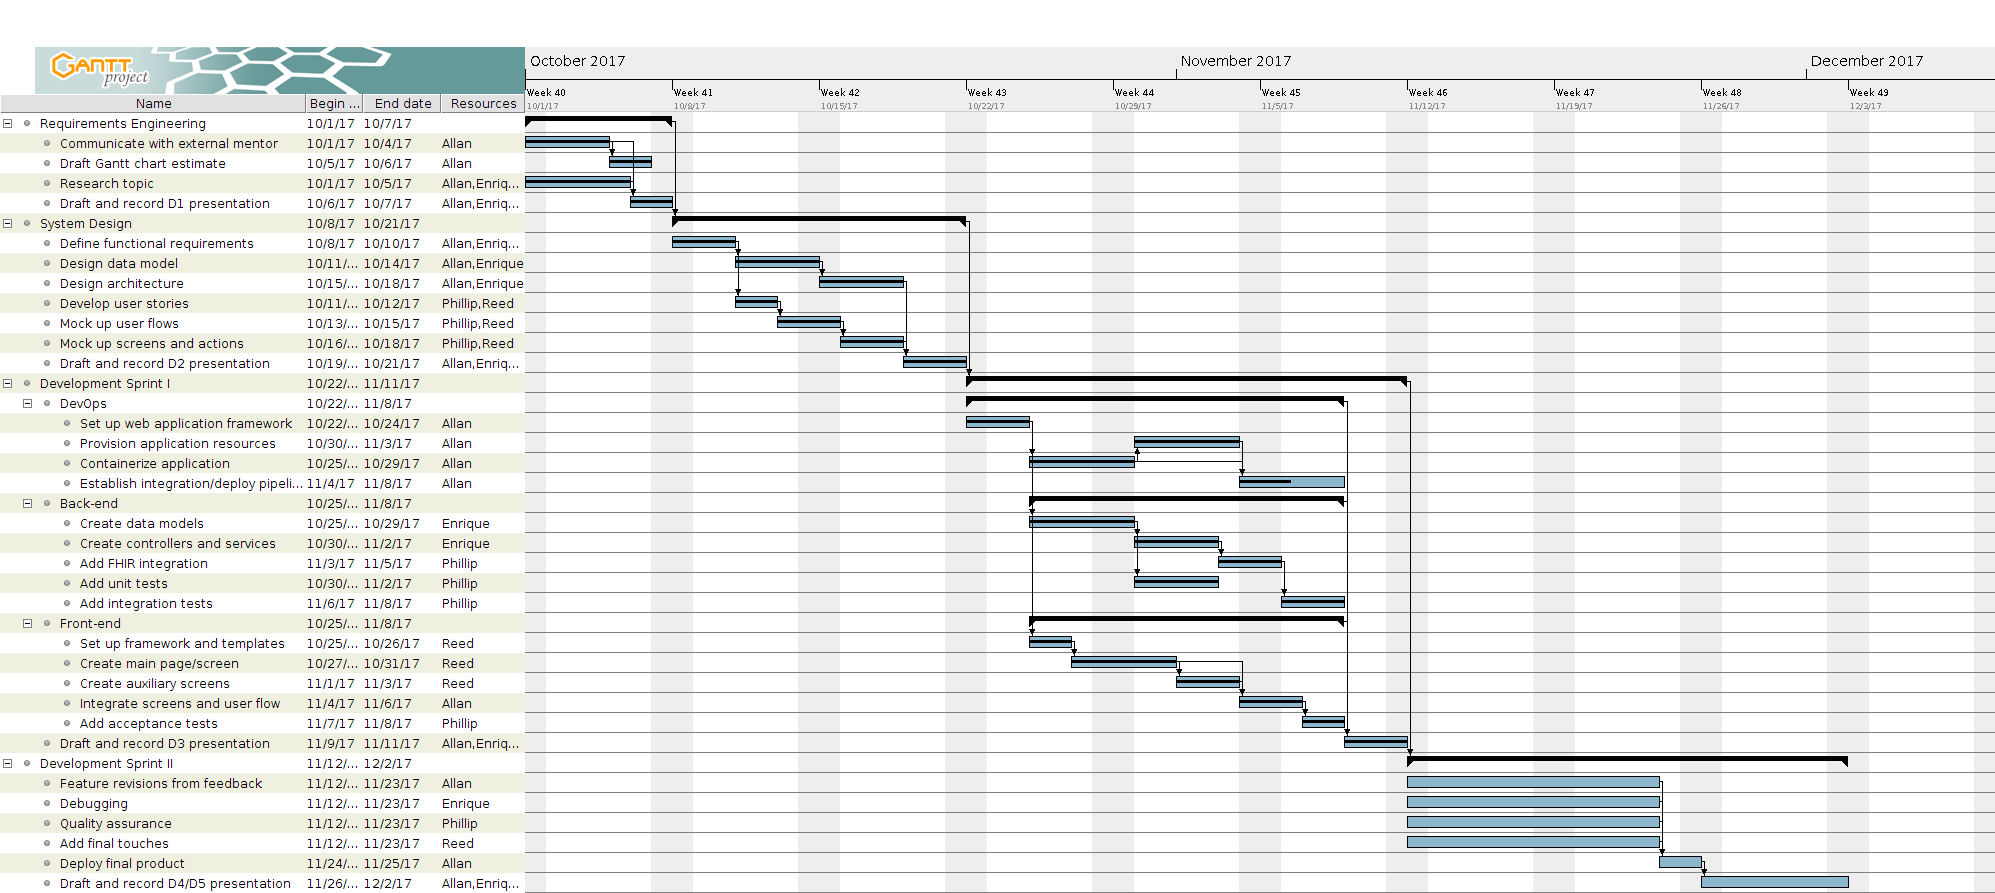 GANTT
project
October 2017 November 2017 December 2017
Week 40 Week 41 Week 42 Week 43 Week 44 Week 45 Week 46 Week 47 Week 48 Week 49
Name Begin ... End date Resources
10/1/17 10/8/17 10/15/17 10/22/17 10/29/17 11/5/17 11/12/17 11/19/17 11/26/17 12/3/17
Requirements Engineering 10/1/17 10/7/17
Communicate with external mentor 10/1/17 10/4/17 Allan
Draft Gantt chart estimate 10/5/17 10/6/17 Allan
Research topic 10/1/17 10/5/17 Allan,Enriq...
Draft and record D1 presentation 10/6/17 10/7/17 Allan,Enriq...
System Design 10/8/17 10/21/17
Define functional requirements 10/8/17 10/10/17 Allan,Enriq...
Design data model 10/11/... 10/14/17 Allan,Enrique
Design architecture 10/15/... 10/18/17 Allan,Enrique
Develop user stories 10/11/... 10/12/17 Phillip,Reed
Mock up user flows 10/13/... 10/15/17 Phillip,Reed
Mock up screens and actions 10/16/... 10/18/17 Phillip,Reed
Draft and record D2 presentation 10/19/... 10/21/17 Allan,Enriq...
Development Sprint I 10/22/... 11/11/17
DevOps 10/22/... 11/8/17
Set up web application framework 10/22/... 10/24/17 Allan
Provision application resources 10/30/... 11/3/17 Allan
Containerize application 10/25/... 10/29/17 Allan
Establish integration/deploy pipeli... 11/4/17 11/8/17 Allan
Back-end 10/25/... 11/8/17
Create data models 10/25/... 10/29/17 Enrique
Create controllers and services 10/30/... 11/2/17 Enrique
Add FHIR integration 11/3/17 11/5/17 Phillip
Add unit tests 10/30/... 11/2/17 Phillip
Add integration tests 11/6/17 11/8/17 Phillip
Front-end 10/25/... 11/8/17
Set up framework and templates 10/25/... 10/26/17 Reed
Create main page/screen 10/27/... 10/31/17 Reed
Create auxiliary screens 11/1/17 11/3/17 Reed
Integrate screens and user flow 11/4/17 11/6/17 Allan
Add acceptance tests 11/7/17 11/8/17 Phillip
Draft and record D3 presentation 11/9/17 11/11/17 Allan,Enriq...
Development Sprint II 11/12/... 12/2/17
Feature revisions from feedback 11/12/... 11/23/17 Allan
Debugging 11/12/... 11/23/17 Enrique
Quality assurance 11/12/... 11/23/17 Phillip
Add final touches 11/12/... 11/23/17 Reed
Deploy final product 11/24/... 11/25/17 Allan
Draft and record D4/D5 presentation 11/26/... 12/2/17 Allan,Enriq...